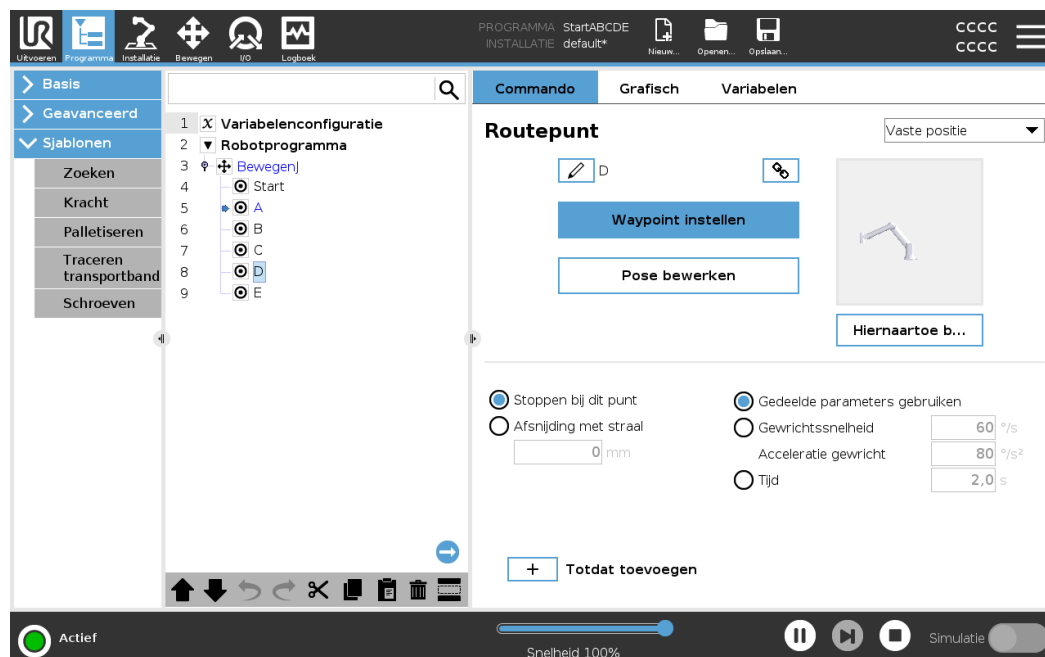 PROGRAMMA StartABCDE
INSTALLATIE default*
CCCC
CCCC
UR
Uitvoeren Programma Installatie Bewegen I/O Logboek Nieuw... Openen... Opslaan...
Basis
Geavanceerd
Sjablonen
Zoeken
Kracht
Palletiseren
Traceren
transportband
Schroeven
1 X Variabelenconfiguratie
2 Robotprogramma
3 BewegenJ
4 Start
5 A
6 B
7 C
8 D
9 E
Commando Grafisch Variabelen
Routepunt
Vaste positie
D
Waypoint instellen
Pose bewerken
Hiernaartoe b...
Stoppen bij dit punt
Afsnijding met straal
0 mm
Gedeelde parameters gebruiken
Gewrichtssnelheid 60 °/s
Acceleratie gewricht 80 °/s²
Tijd 2,0 s
+ Totdat toevoegen
Actief
Snelheid 100%
Simulatie